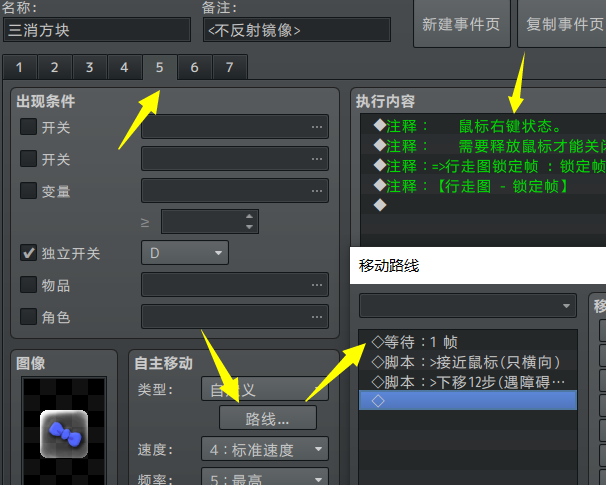 名称：
备注：
三消方块
<不反射镜像>
新建事件页
复制事件页
1 2 3 4 5 6 7
出现条件
开关
开关
变量
≥
独立开关
D
物品
角色
执行内容
◆注释： 鼠标右键状态。
◆注释： 需要释放鼠标才能关闭
◆注释：=>行走图锁定帧 : 锁定帧
◆注释：【行走图 - 锁定帧】
◆
移动路线
◇等待：1 帧
◇脚本：>接近鼠标(只横向)
◇脚本：>下移12步(遇障碍…
◇
移
图像
自主移动
类型：
自定义
路线...
速度：
4：标准速度
频率：
5：最高